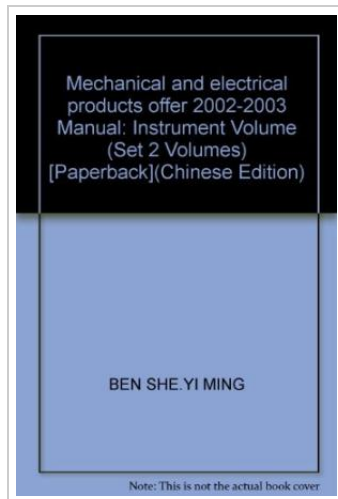 Mechanical and electrical
products offer 2002-2003
Manual: Instrument Volume
(Set 2 Volumes)
[Paperback](Chinese Edition)
BEN SHE.YI MING
Note: This is not the actual book cover